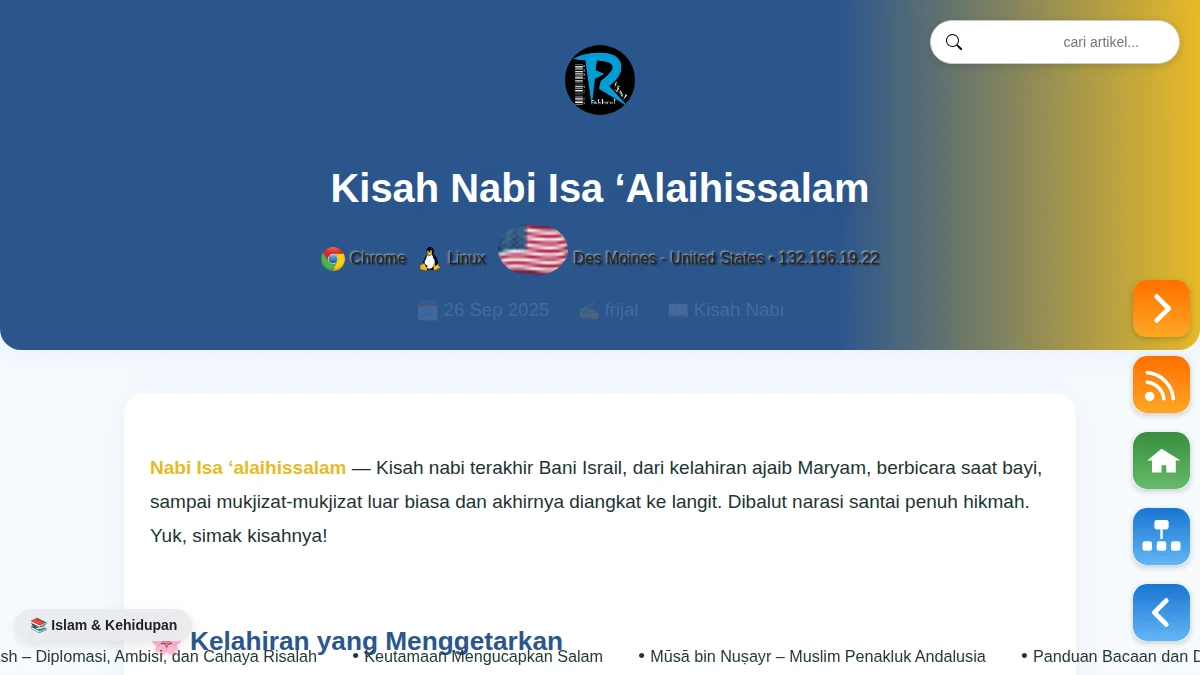 cari artikel...
R
Kisah Nabi Isa ‘Alaihissalam
Chrome Linux Des Moines - United States • 132.196.19.22
26 Sep 2025 frijal Kisah Nabi
Nabi Isa ‘alaihissalam — Kisah nabi terakhir Bani Israil, dari kelahiran ajaib Maryam, berbicara saat bayi,
sampai mukjizat-mukjizat luar biasa dan akhirnya diangkat ke langit. Dibalut narasi santai penuh hikmah.
Yuk, simak kisahnya!
Islam & Kehidupan
Kelahiran yang Menggetarkan
sh – Diplomasi, Ambisi, dan Cahaya Risalah • Keutamaan Mengucapkan Salam • Mūsā bin Nuṣayr – Muslim Penakluk Andalusia • Panduan Bacaan dan D